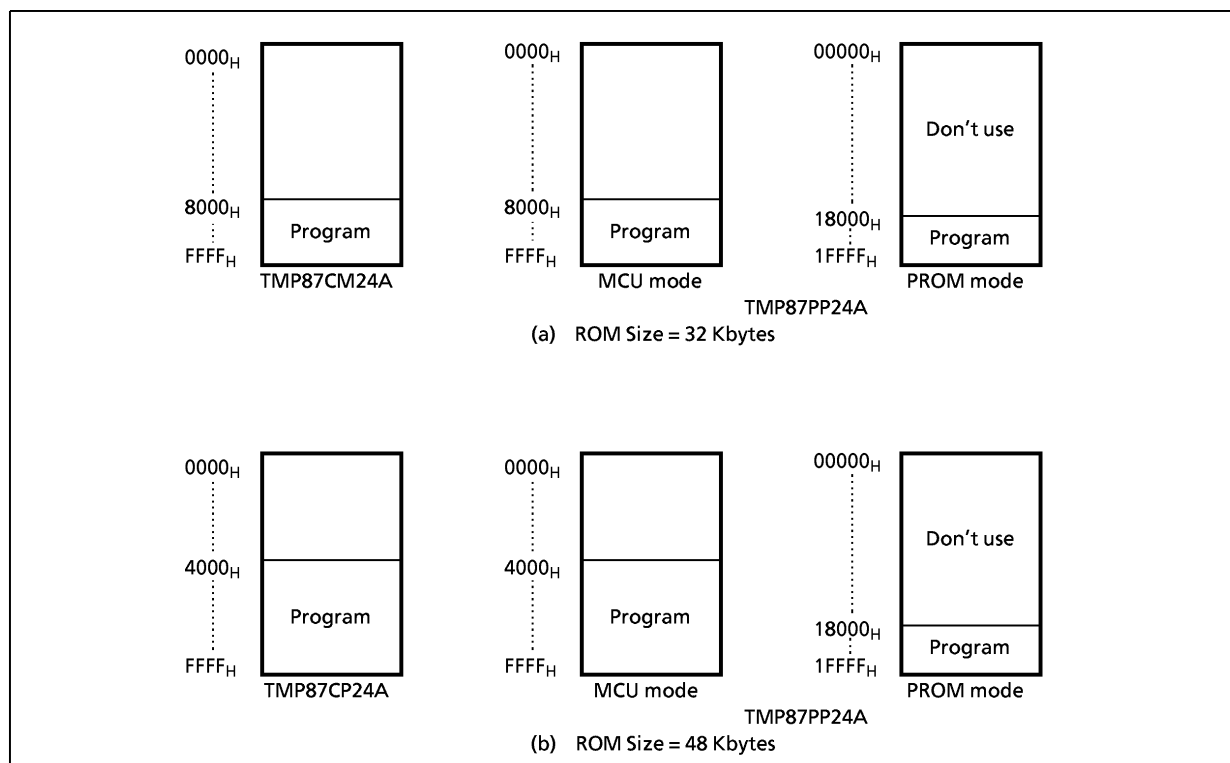 0000H
8000H
Program
FFFFH
TMP87CM24A
0000H
8000H
Program
FFFFH
MCU mode
00000H
Don't use
18000H
Program
1FFFFH
PROM mode
TMP87PP24A
(a) ROM Size = 32 Kbytes
0000H
4000H
Program
FFFFH
TMP87CP24A
0000H
4000H
Program
FFFFH
MCU mode
00000H
Don't use
18000H
Program
1FFFFH
PROM mode
TMP87PP24A
(b) ROM Size = 48 Kbytes